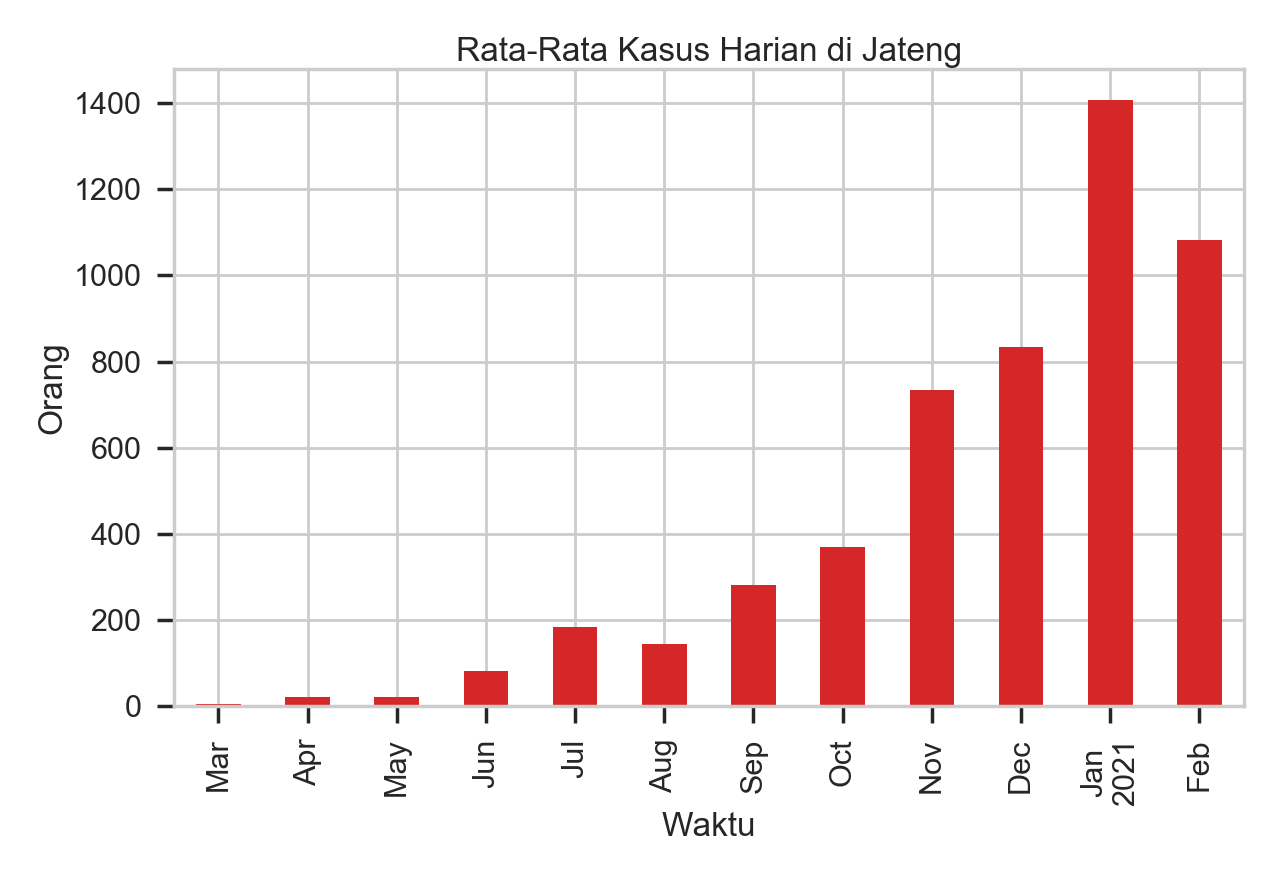 Rata-Rata Kasus Harian di Jateng
1400
1200
1000
800
600
400
200
0
Orang
Mar
Apr
May
Jun
Jul
Aug
Sep
Oct
Nov
Dec
Jan
2021
Feb
Waktu